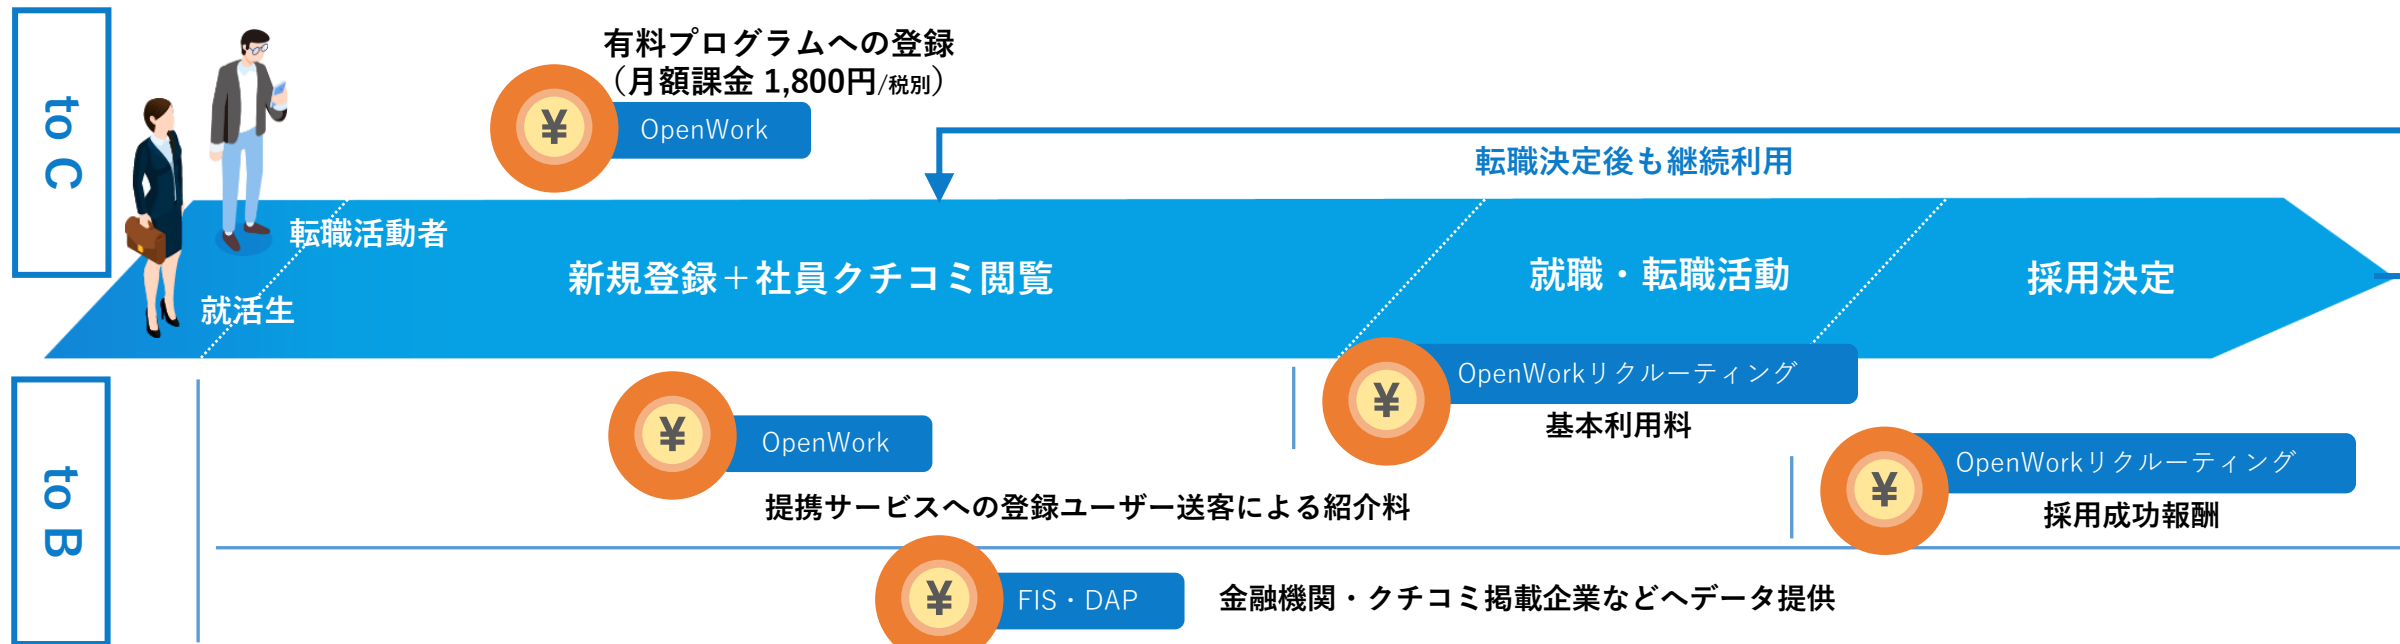 to C
有料プログラムへの登録
（月額課金 1,800円/税別）
¥
OpenWork
転職決定後も継続利用
転職活動者
就活生
新規登録＋社員クチコミ閲覧
就職・転職活動
採用決定
to B
¥
OpenWork
提携サービスへの登録ユーザー送客による紹介料
¥
OpenWorkリクルーティング
基本利用料
¥
OpenWorkリクルーティング
採用成功報酬
¥
FIS・DAP
金融機関・クチコミ掲載企業などへデータ提供